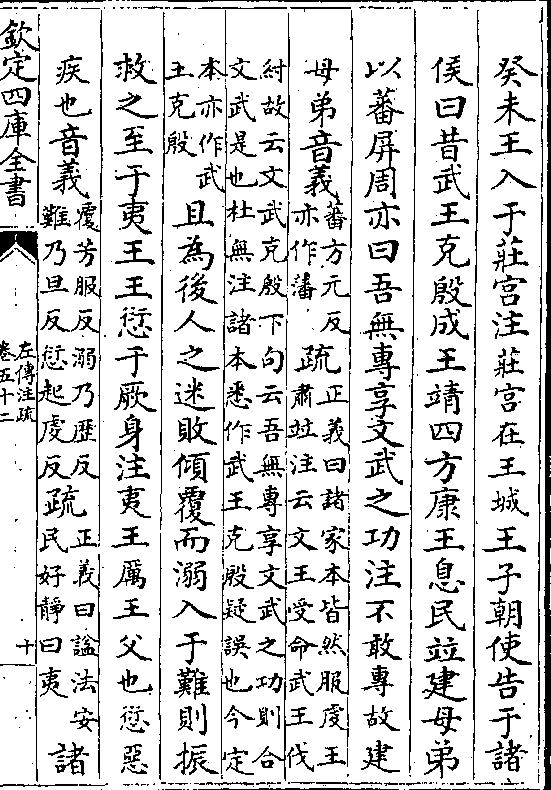 癸未王入于莊宮注莊宮在王城王子朝使告于諸
侯曰昔武王克殷成王靖四方康王息民竝建母弟
以蕃屏周亦曰吾無專享文武之功注不敢專故建
母弟音義
蕃方元反
亦作藩
疏
正義曰諸家本皆然服虔王
肅竝注云文王受命武王伐
紂故云文武克殷下句云吾無專享文武之功則合
文武是也杜無注諸本悉作武王克殷疑誤也今定
本亦作武
王克殷
且為後人之迷敗傾覆而溺入于難則振
救之至于夷王王愆于厥身注夷王厲王父也愆惡
疾也音義
覆芳服反溺乃歴反
難乃旦反愆起虔反
疏
正義曰諡法安
民好靜曰夷
諸
欽定四庫全書
左傳注疏
卷五十二
十